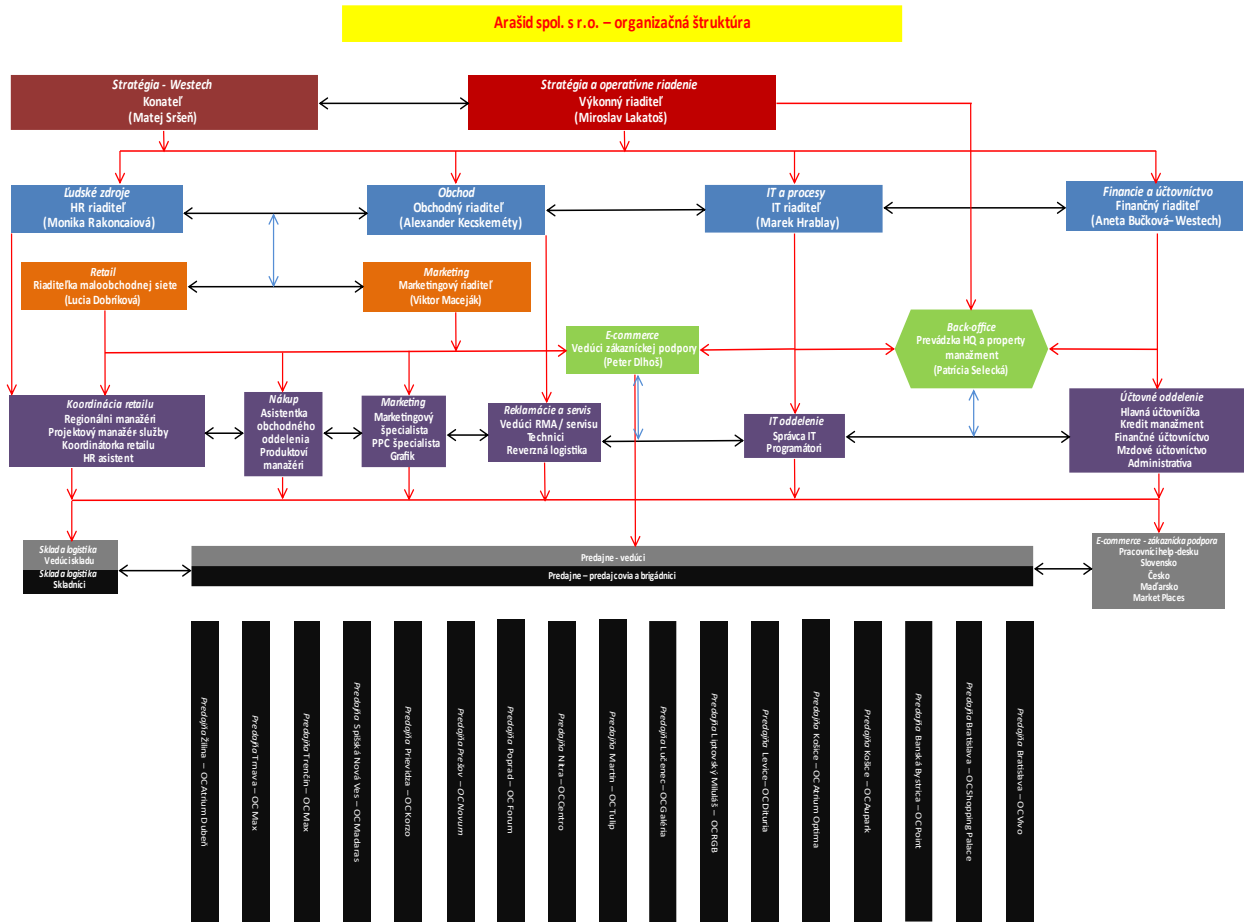 Arašid spol. s r.o. – organizačná štruktúra
Stratégia - Westech
Konateľ
(Matej Sršeň)
Stratégia a operatívne riadenie
Výkonný riaditeľ
(Miroslav Lakatoš)
Ľudské zdroje
HR riaditeľ
(Monika Rakoncaiová)
Obchod
Obchodný riaditeľ
(Alexander Kecskeméty)
IT a procesy
IT riaditeľ
(Marek Hrablay)
Financie a účtovníctvo
Finančný riaditeľ
(Aneta Bučková– Westech)
Retail
Riaditeľka maloobchodnej siete
(Lucia Dobríková)
Marketing
Marketingový riaditeľ
(Viktor Maceják)
E-commerce
Vedúci zákazníckej podpory
(Peter Dlhoš)
Back-office
Prevádzka HQ a property
manažment
(Patrícia Selecká)
Koordinácia retailu
Regionálni manažéri
Projektový manažér služby
Koordinátorka retailu
HR asistent
Nákup
Asistentka
obchodného
oddelenia
Produktoví
manažéri
Marketing
Marketingový
špecialista
PPC špecialista
Grafik
Reklamácie a servis
Vedúci RMA / servisu
Technici
Reverzná logistika
IT oddelenie
Správca IT
Programátori
Účtovné oddelenie
Hlavná účtovníčka
Kredit manažment
Finančné účtovníctvo
Mzdové účtovníctvo
Administratíva
Sklad a logistika
Vedúci skladu
Sklad a logistika
Skladníci
Predajne - vedúci
Predajne – predajcovia a brigádnici
E-commerce - zákaznícka podpora
Pracovníci help-desku
Slovensko
Česko
Maďarsko
Market Places
Predajňa Žilina – OC Atrium Dubeň
Predajňa Trnava – OC Max
Predajňa Trenčín – OC Max
Predajňa Spišská Nová Ves – OC Madaras
Predajňa Prievidza – OC Korzo
Predajňa Prešov – OC Novum
Predajňa Poprad – OC Forum
Predajňa Nitra – OC Centro
Predajňa Martin – OC Tulip
Predajňa Lučenec – OC Galéria
Predajňa Liptovský Mikuláš – OC RGB
Predajňa Levice – OC Dituria
Predajňa Košice – OC Atrium Optima
Predajňa Košice – OC Aupark
Predajňa Banská Bystrica – OC Point
Predajňa Bratislava – OC Shopping Palace
Predajňa Bratislava – OC Vivo